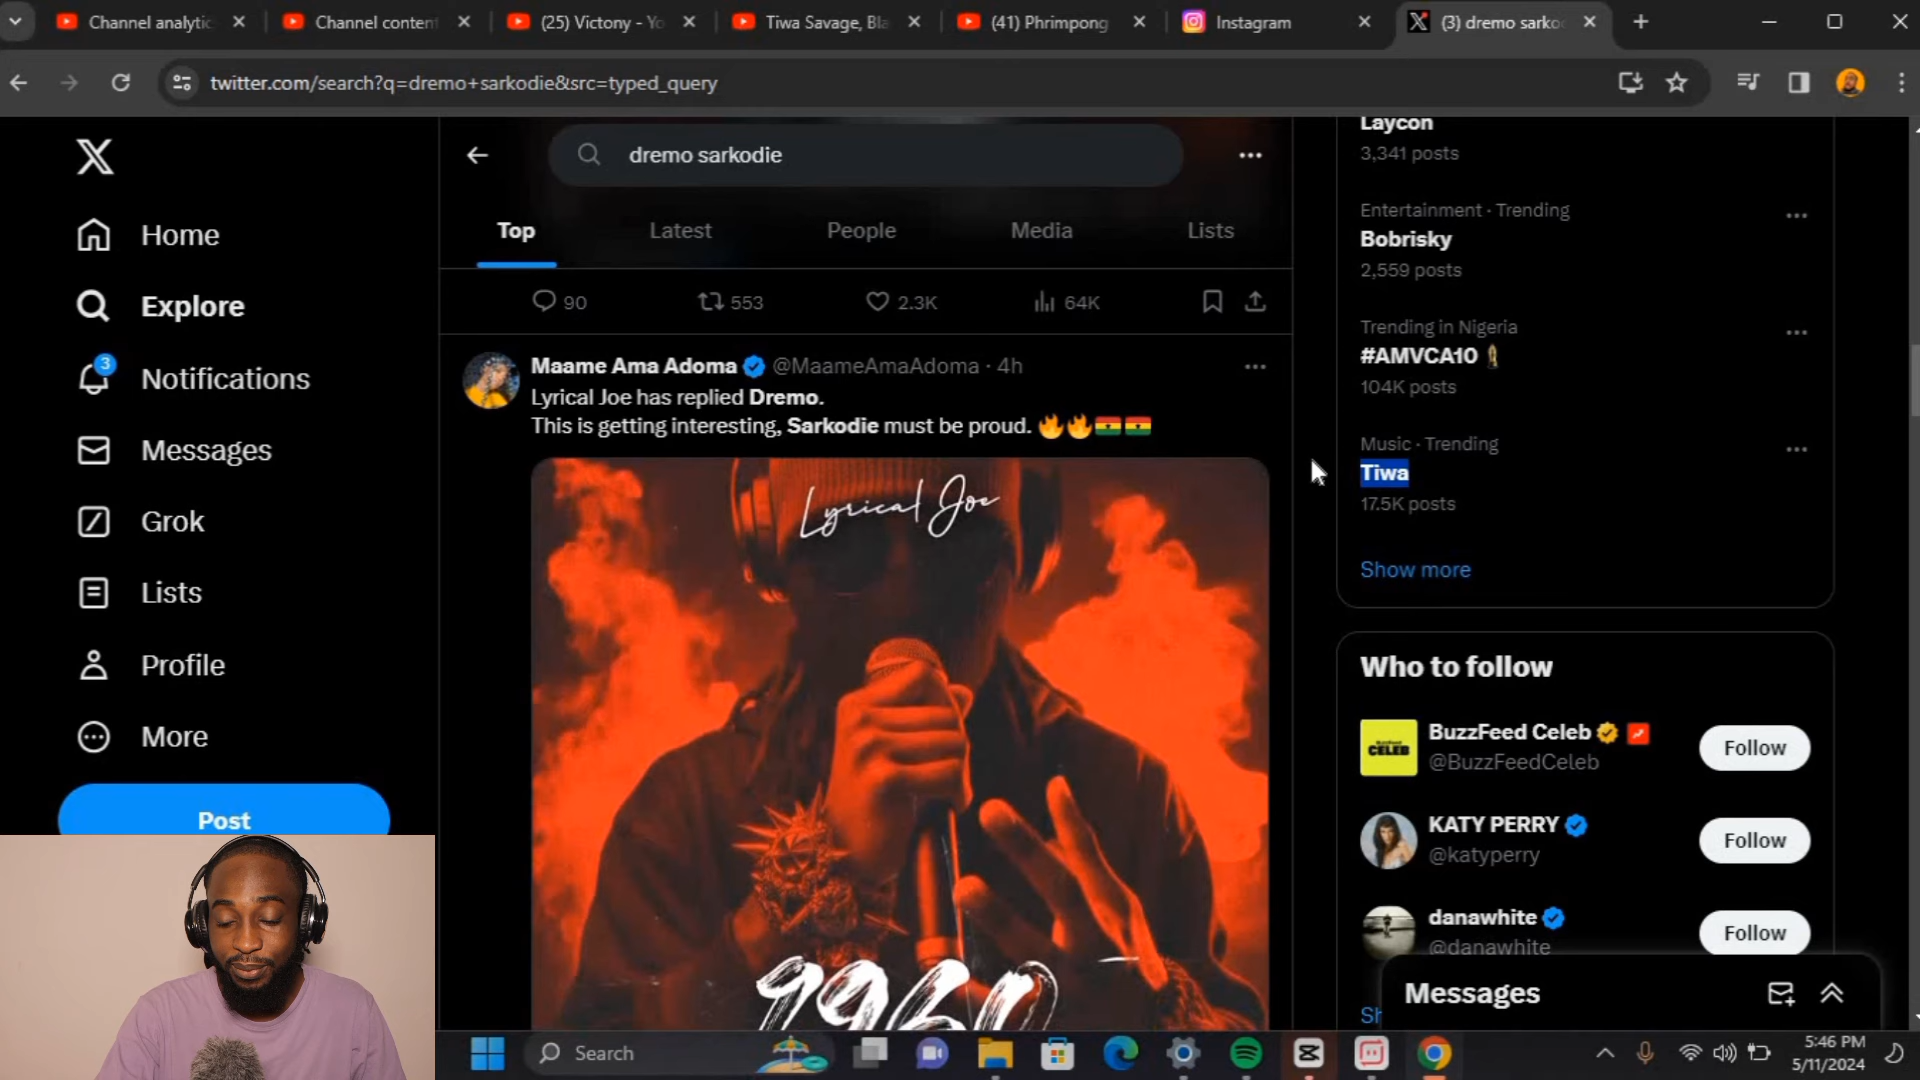 Channel analytic
Channel content
(25) Victony - Yo
Tiwa Savage, Bla
(41) Phrimpong
Instagram
(3) dremo sarko
twitter.com/search?q=dremo+sarkodie&src=typed_query
Home
Explore
3
Notifications
Messages
Grok
Lists
Profile
More
Post
dremo sarkodie
Top
Latest
People
Media
Lists
90
553
2.3K
64K
Maame Ama Adoma @MaameAmaAdoma · 4h
Lyrical Joe has replied Dremo.
This is getting interesting, Sarkodie must be proud. 🔥🔥🇬🇭🇬🇭
Lyrical Joe
1960
Laycon
3,341 posts
Entertainment · Trending
Bobrisky
2,559 posts
Trending in Nigeria
#AMVCA10
104K posts
Music · Trending
Tiwa
17.5K posts
Show more
Who to follow
CELEB
BuzzFeed Celeb
@BuzzFeedCeleb
Follow
KATY PERRY
@katyperry
Follow
danawhite
@danawhite
Follow
Sh
Messages
Search
5:46 PM
5/11/2024